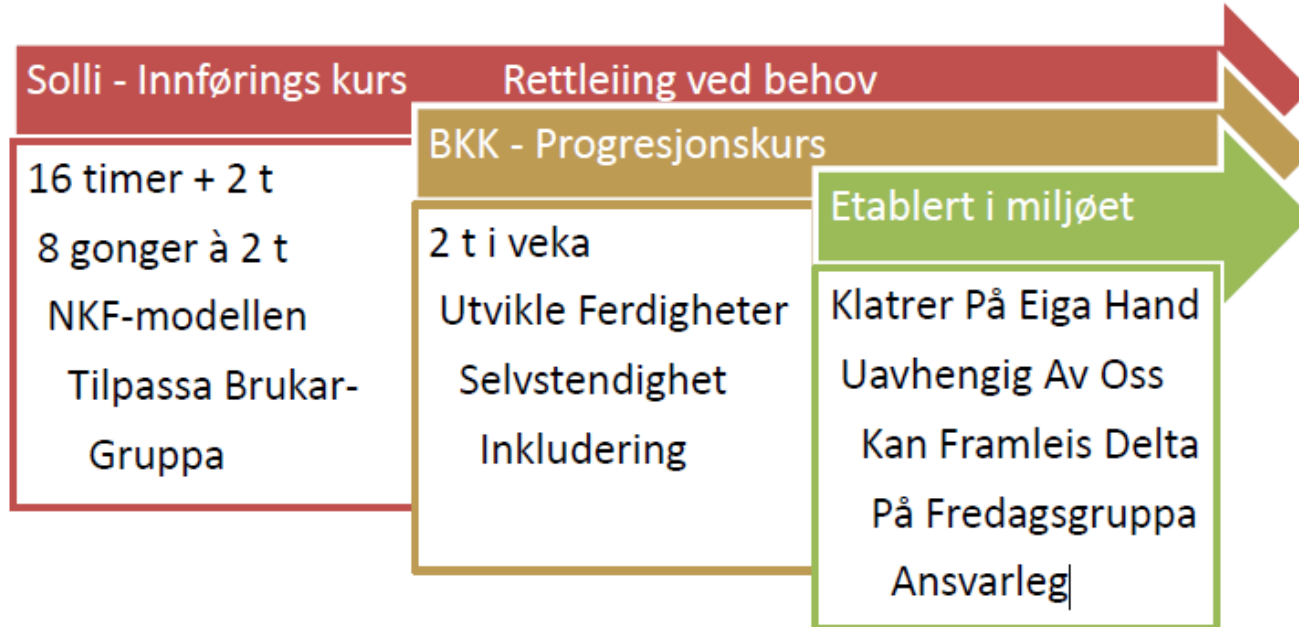 Solli - Innførings kurs Rettleiing ved behov
16 timer + 2 t
8 gonger à 2 t
NKF-modellen
Tilpassa Brukar-
Gruppa
BKK - Progresjonskurs
2 t i veka
Utvikle Ferdigheter
Selvstendighet
Inkludering
Etablert i miljøet
Klatrer På Eiga Hand
Uavhengig Av Oss
Kan Framleis Delta
På Fredagsgruppa
Ansvarleg